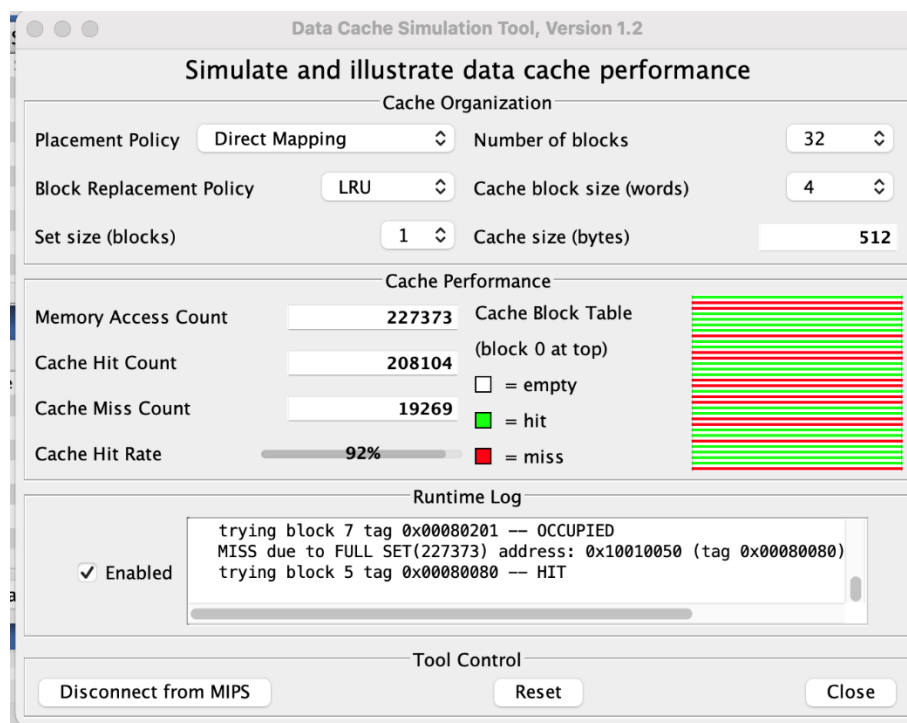 Data Cache Simulation Tool, Version 1.2
Simulate and illustrate data cache performance
Cache Organization
Placement Policy Direct Mapping Number of blocks 32
Block Replacement Policy LRU Cache block size (words) 4
Set size (blocks) 1 Cache size (bytes) 512
Cache Performance
Memory Access Count 227373 Cache Block Table
(block 0 at top)
Cache Hit Count 208104
= empty
Cache Miss Count 19269
= hit
Cache Hit Rate 92% = miss
Runtime Log
Enabled
trying block 7 tag 0x00080201 –– OCCUPIED
MISS due to FULL SET(227373) address: 0x10010050 (tag 0x00080080)
trying block 5 tag 0x00080080 –– HIT
Tool Control
Disconnect from MIPS Reset Close